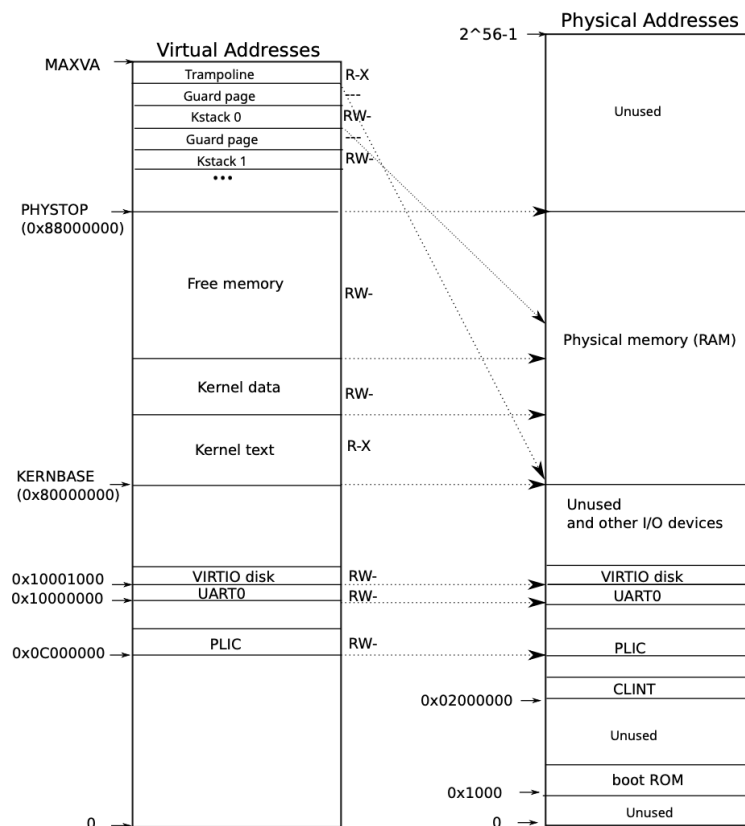 Virtual Addresses
MAXVA
Trampoline
R-X
Guard page
---
Kstack 0
RW-
Guard page
---
Kstack 1
RW-
...
PHYSTOP
(0x88000000)
Free memory
RW-
Kernel data
RW-
Kernel text
R-X
KERNBASE
(0x80000000)
VIRTIO disk
RW-
0x10001000
UART0
RW-
0x10000000
PLIC
RW-
0x0C000000
0
Physical Addresses
2^56-1
Unused
Physical memory (RAM)
Unused
and other I/O devices
VIRTIO disk
UART0
PLIC
CLINT
0x02000000
Unused
boot ROM
0x1000
Unused
0